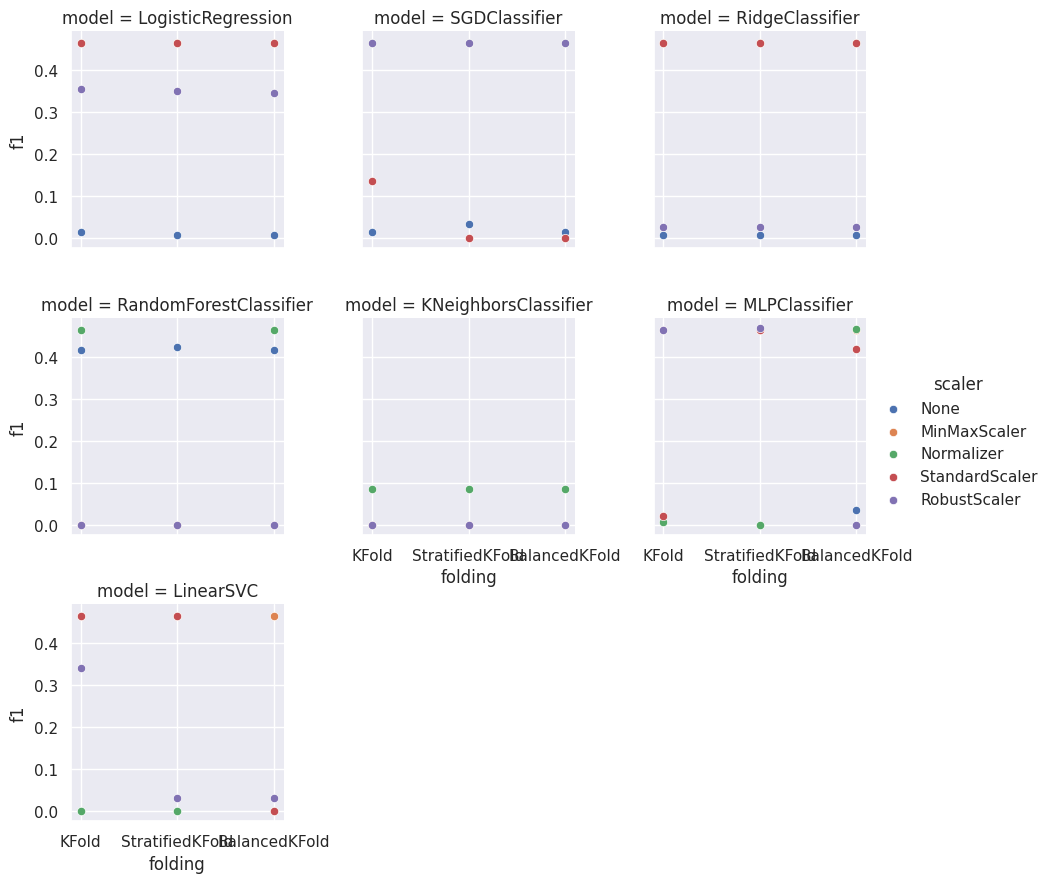 model = LogisticRegression
model = SGDClassifier
model = RidgeClassifier
0.4
0.3
0.2
0.1
0.0
f1
model = RandomForestClassifier
model = KNeighborsClassifier
model = MLPClassifier
0.4
0.3
0.2
0.1
0.0
f1
KFold
StratifiedKFold
BalancedKFold
folding
KFold
StratifiedKFold
BalancedKFold
folding
scaler
None
MinMaxScaler
Normalizer
StandardScaler
RobustScaler
model = LinearSVC
0.4
0.3
0.2
0.1
0.0
f1
KFold
StratifiedKFold
BalancedKFold
folding